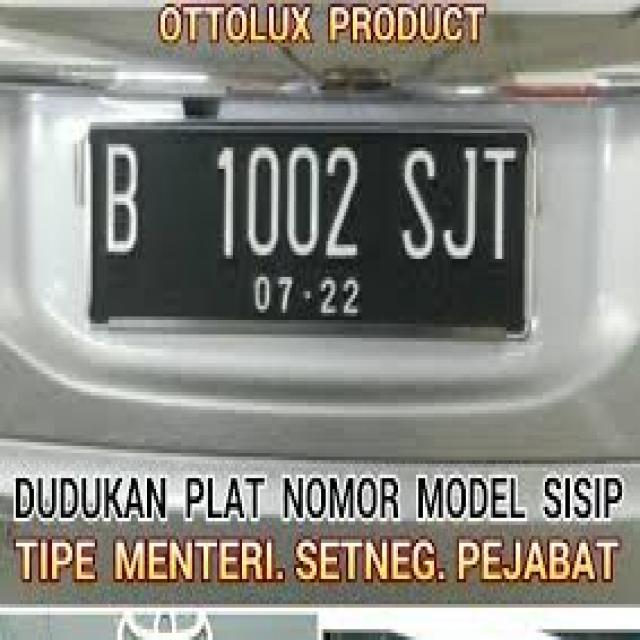 OTTOLUX PRODUCT
B 1002 SJT
07·22
DUDUKAN PLAT NOMOR MODEL SISIP
TIPE MENTERI. SETNEG. PEJABAT